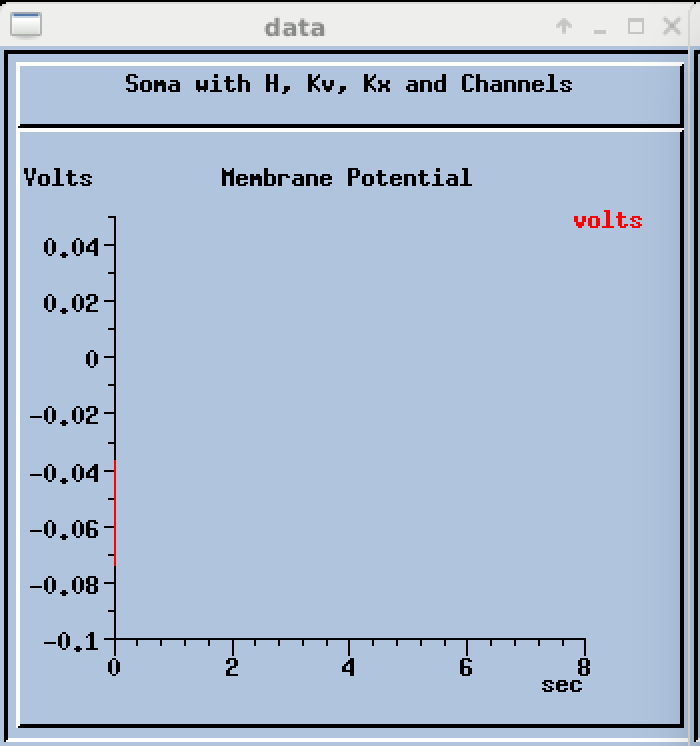 data
Soma with H, Kv, Kx and Channels
Volts
Membrane Potential
volts
0.04
0.02
0
-0.02
-0.04
-0.06
-0.08
-0.1
0 2 4 6 8
sec